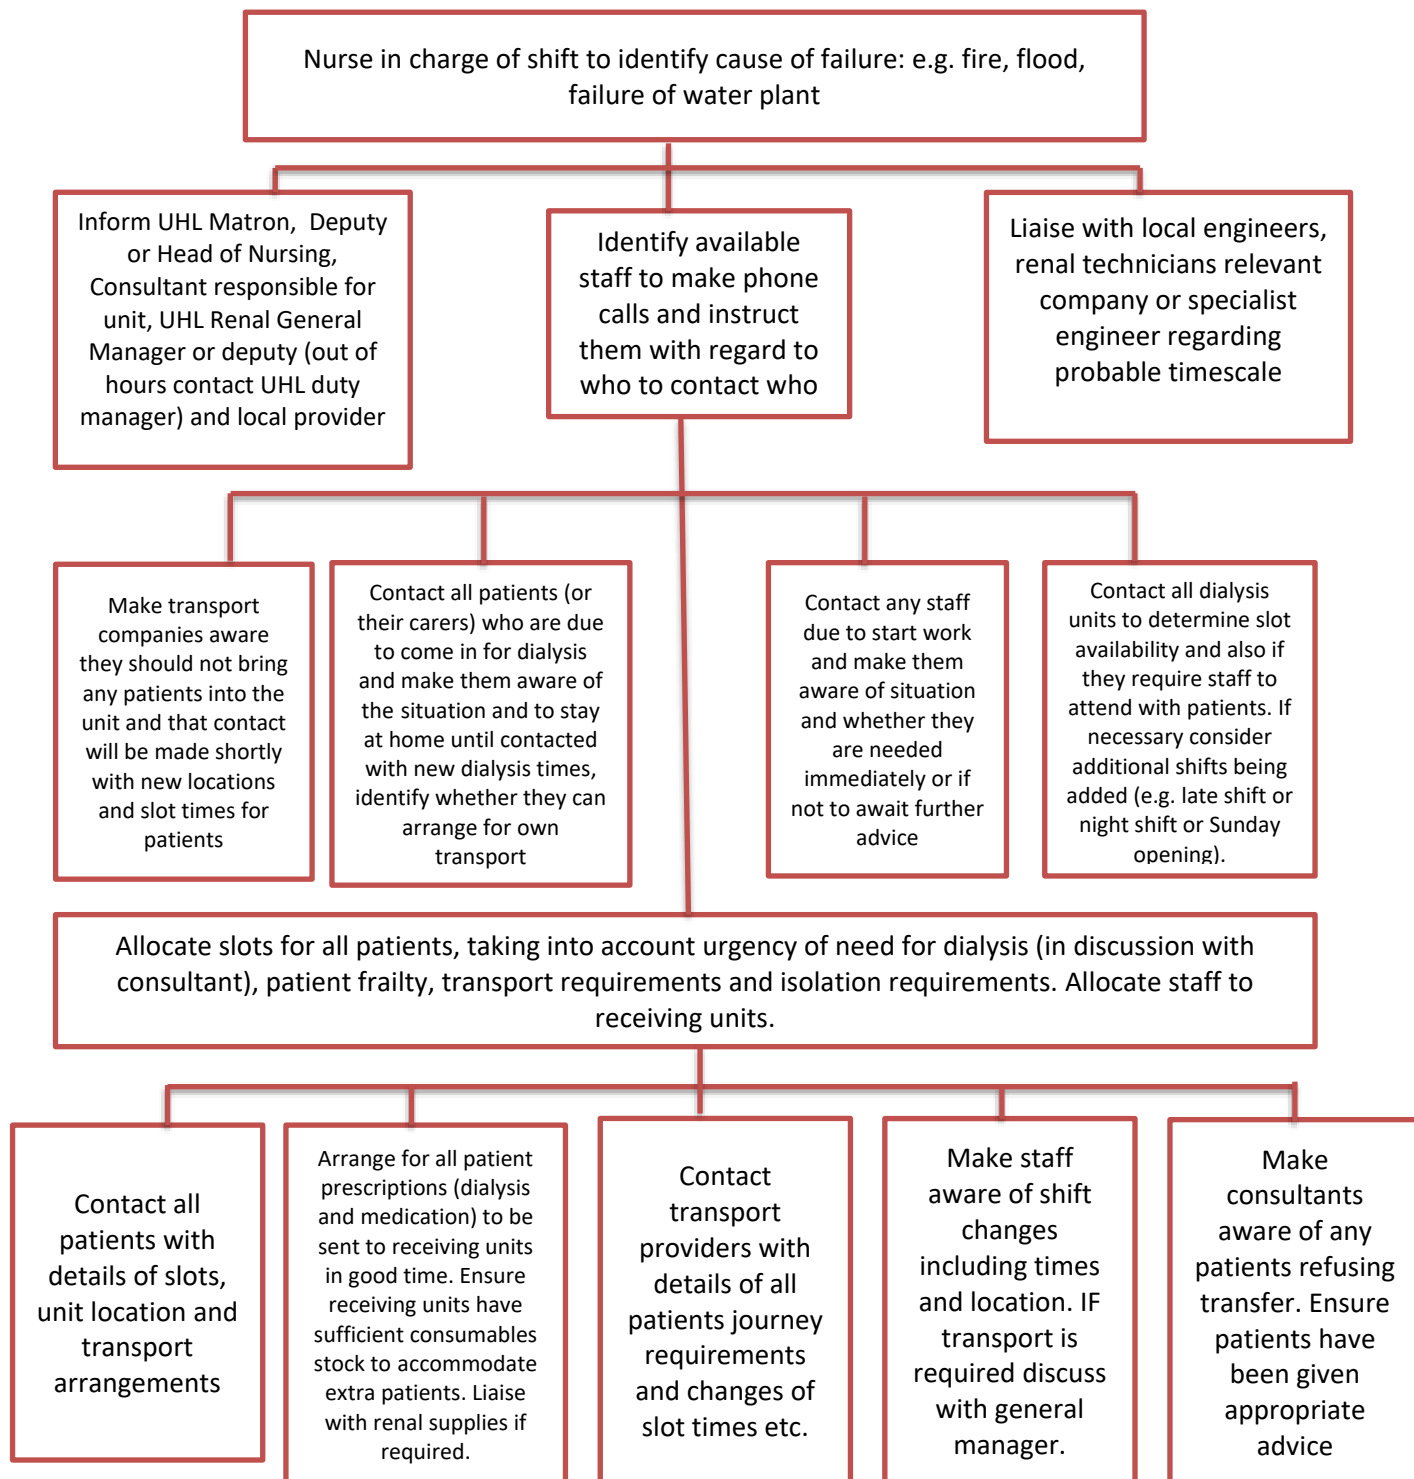 Nurse in charge of shift to identify cause of failure: e.g. fire, flood,
failure of water plant
Inform UHL Matron,  Deputy
or Head of Nursing,
Consultant responsible for
unit, UHL Renal General
Manager or deputy (out of
hours contact UHL duty
manager) and local provider
Identify available
staff to make phone
calls and instruct
them with regard to
who to contact who
Liaise with local engineers,
renal technicians relevant
company or specialist
engineer regarding
probable timescale
Make transport
companies aware
they should not bring
any patients into the
unit and that contact
will be made shortly
with new locations
and slot times for
patients
Contact all patients (or
their carers) who are due
to come in for dialysis
and make them aware of
the situation and to stay
at home until contacted
with new dialysis times,
identify whether they can
arrange for own
transport
Contact any staff
due to start work
and make them
aware of situation
and whether they
are needed
immediately or if
not to await further
advice
Contact all dialysis
units to determine slot
availability and also if
they require staff to
attend with patients. If
necessary consider
additional shifts being
added (e.g. late shift or
night shift or Sunday
opening).
Allocate slots for all patients, taking into account urgency of need for dialysis (in discussion with
consultant), patient frailty, transport requirements and isolation requirements. Allocate staff to
receiving units.
Contact all
patients with
details of slots,
unit location and
transport
arrangements
Arrange for all patient
prescriptions (dialysis
and medication) to be
sent to receiving units
in good time. Ensure
receiving units have
sufficient consumables
stock to accommodate
extra patients. Liaise
with renal supplies if
required.
Contact
transport
providers with
details of all
patients journey
requirements
and changes of
slot times etc.
Make staff
aware of shift
changes
including times
and location. IF
transport is
required discuss
with general
manager.
Make
consultants
aware of any
patients refusing
transfer. Ensure
patients have
been given
appropriate
advice